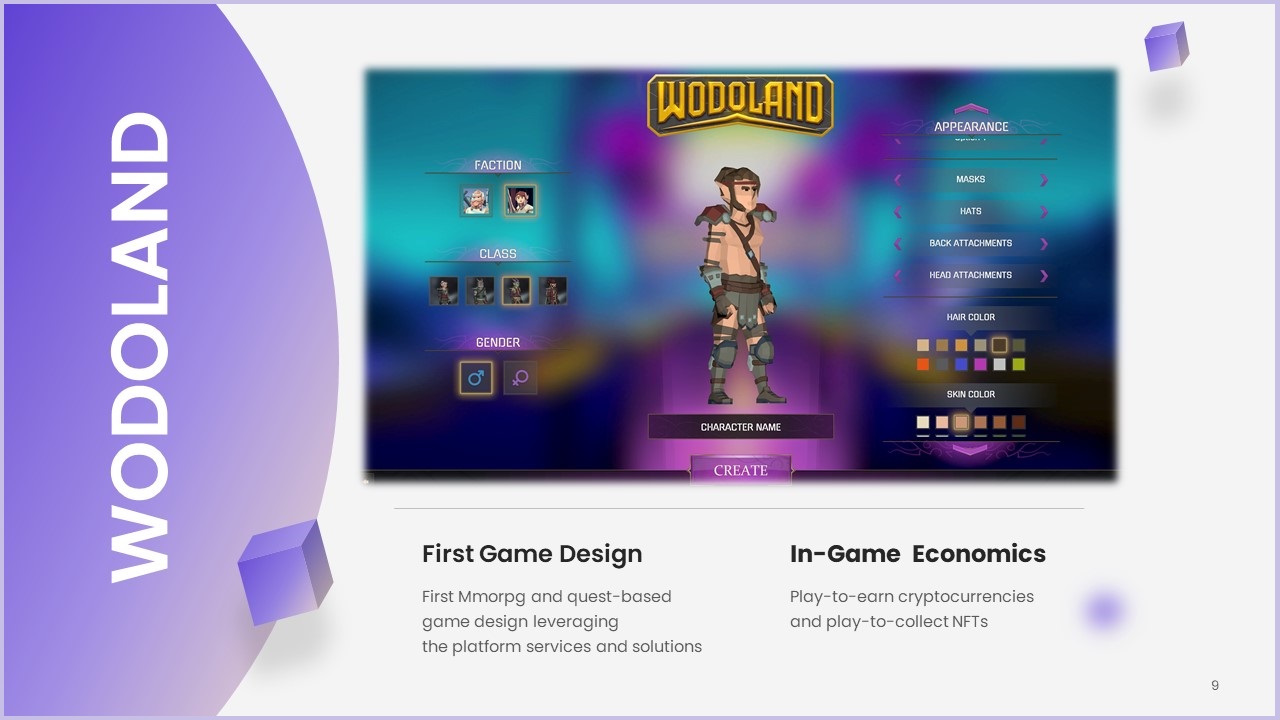 WODOLAND
WODOLAND
FACTION
CLASS
GENDER
APPEARANCE
MASKS
HATS
BACK ATTACHMENTS
HEAD ATTACHMENTS
HAIR COLOR
SKIN COLOR
CHARACTER NAME
CREATE
First Game Design
First Mmorpg and quest-based
game design leveraging
the platform services and solutions
In-Game Economics
Play-to-earn cryptocurrencies
and play-to-collect NFTs
9